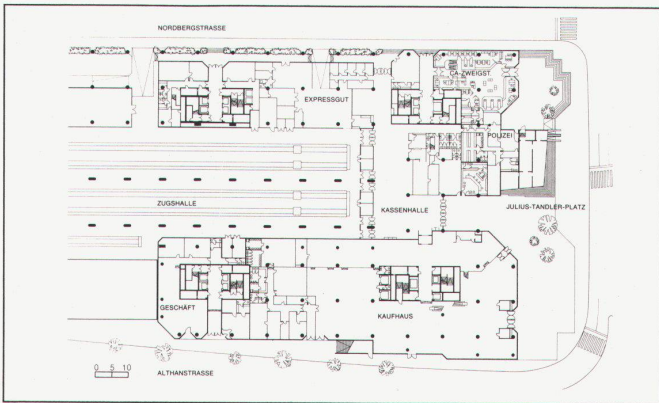 NORDBERGSTRASSE
CA-ZWEIGST.
EXPRESSGUT
POLIZEI
ZUGSHALLE
KASSENHALLE
JULIUS-TANDLER-PLATZ
GESCHÄFT
KAUFHAUS
0 5 10
ALTHANSTRASSE